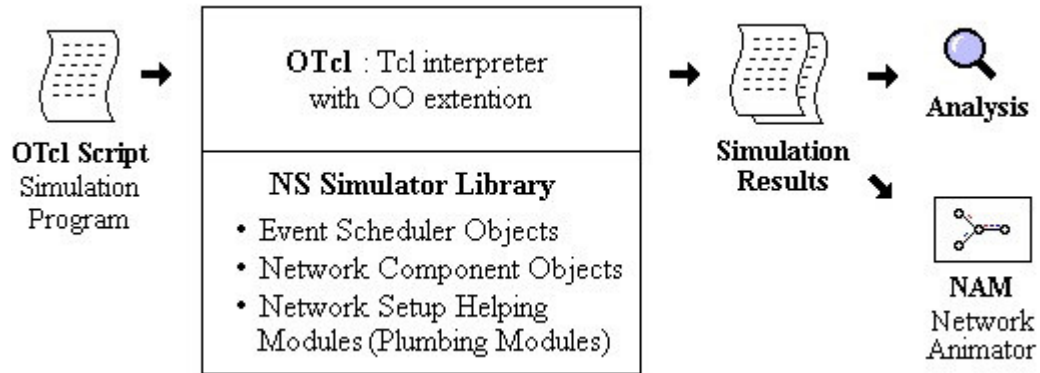 OTcl Script
Simulation
Program
OTcl : Tcl interpreter
with OO extention
NS Simulator Library
• Event Scheduler Objects
• Network Component Objects
• Network Setup Helping
Modules (Plumbing Modules)
Simulation
Results
Analysis
NAM
Network
Animator